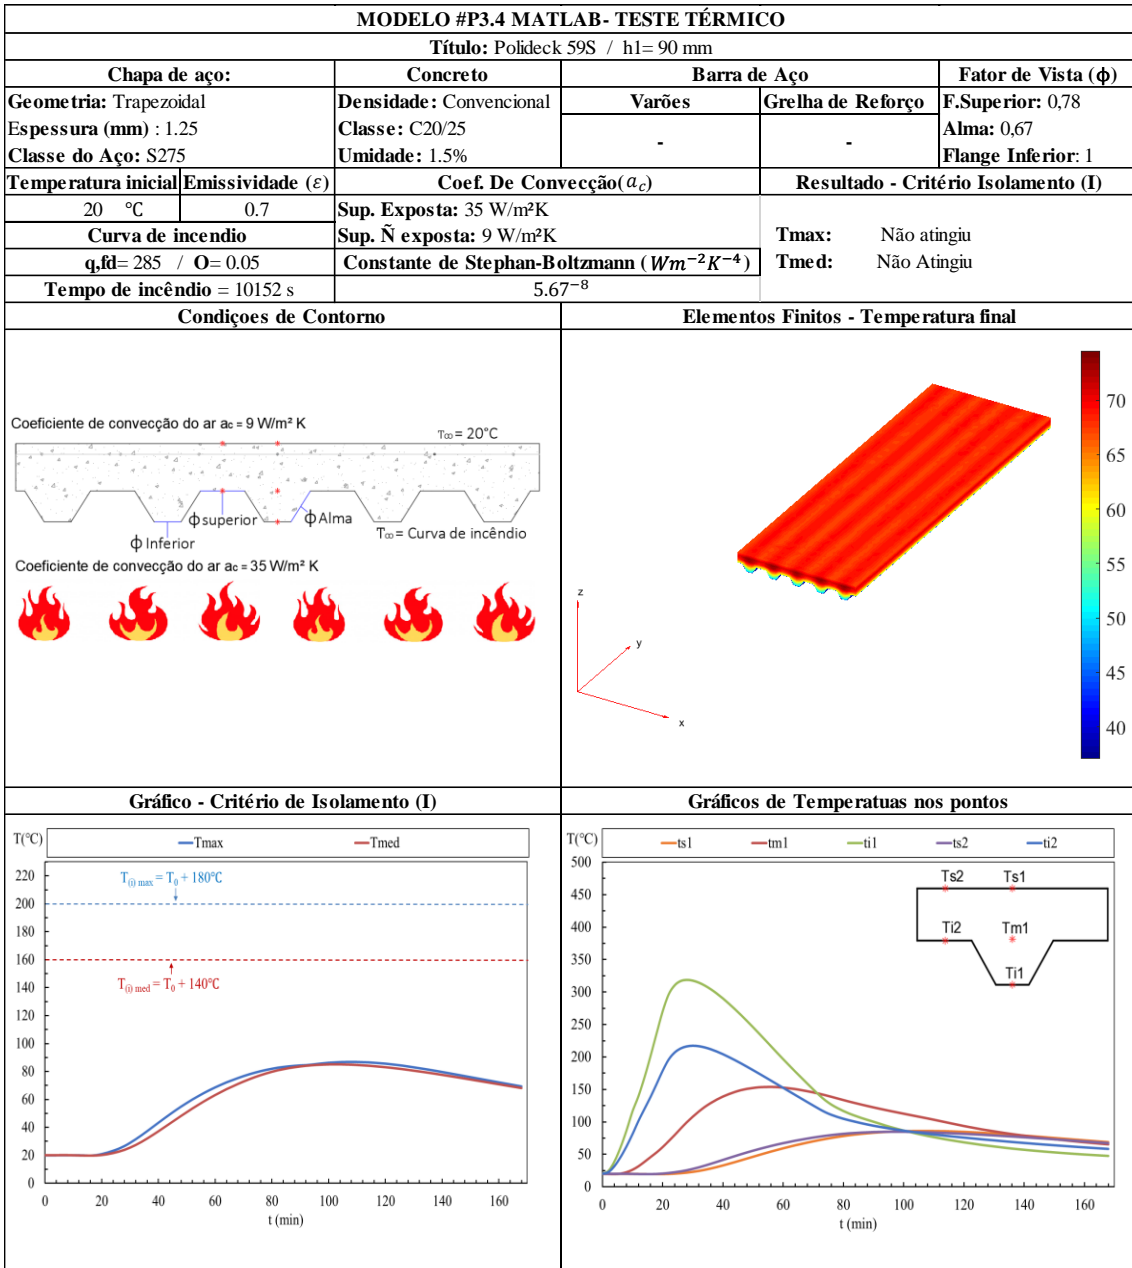 MODELO #P3.4 MATLAB- TESTE TÉRMICO
Título: Polideck 59S / h1= 90 mm
Chapa de aço:
Concreto
Barra de Aço
Fator de Vista (ϕ)
Geometria: Trapezoidal
Espessura (mm) : 1.25
Classe do Aço: S275
Densidade: Convencional
Classe: C20/25
Umidade: 1.5%
Varões
Grelha de Reforço
-
-
F.Superior: 0,78
Alma: 0,67
Flange Inferior: 1
Temperatura inicial
Emissividade (ε)
Coef. De Convecção(a_c)
Resultado - Critério Isolamento (I)
20 ℃
0.7
Sup. Exposta: 35 W/m²K
Sup. Ñ exposta: 9 W/m²K
Curva de incendio
q,fd= 285 / O= 0.05
Constante de Stephan-Boltzmann (Wm⁻²K⁻⁴)
Tempo de incêndio = 10152 s
5.67⁻⁸
Tmax: Não atingiu
Tmed: Não Atingiu
Condiçoes de Contorno
Elementos Finitos - Temperatura final
Coeficiente de convecção do ar ac = 9 W/m² K
T∞ = 20°C
ϕ superior
ϕ Alma
ϕ Inferior
T∞ = Curva de incêndio
Coeficiente de convecção do ar ac = 35 W/m² K
z
y
x
70
65
60
55
50
45
40
Gráfico - Critério de Isolamento (I)
Gráficos de Temperatuas nos pontos
T(°C)
Tmax
Tmed
220
200
180
160
140
120
100
80
60
40
20
0
T(i) max = T0 + 180℃
T(i) med = T0 + 140℃
0 20 40 60 80 100 120 140 160
t (min)
T(°C)
ts1
tm1
ti1
ts2
ti2
500
450
400
350
300
250
200
150
100
50
0
Ts2
Ts1
Ti2
Tm1
Ti1
0 20 40 60 80 100 120 140 160
t (min)